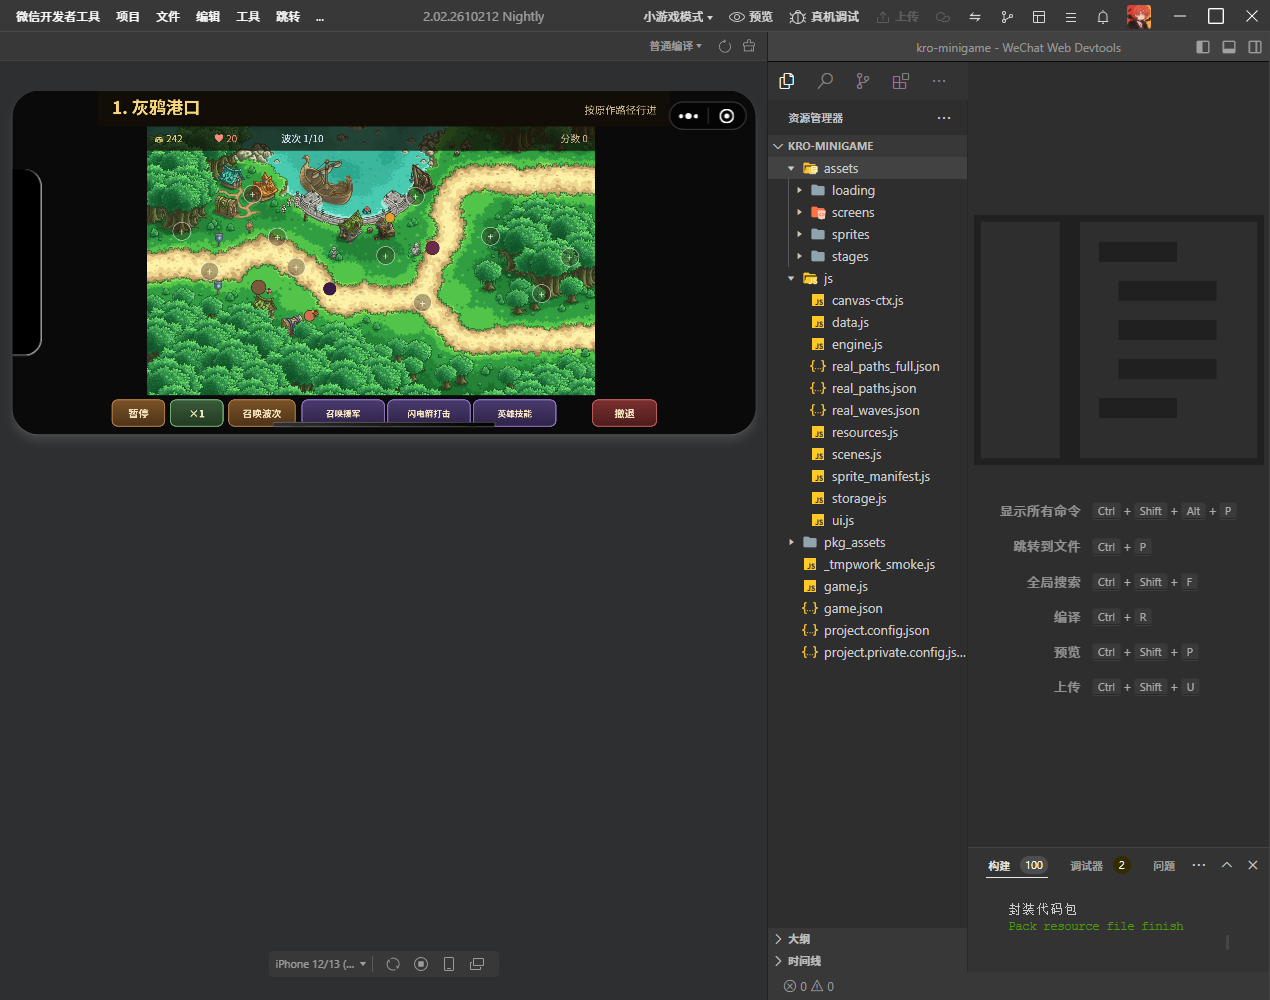 微信开发者工具 项目 文件 编辑 工具 跳转 ... 2.02.2610212 Nightly 小游戏模式 预览 真机调试 上传
普通编译
kro-minigame - WeChat Web Devtools
1. 灰鸦港口
按原作路径行进
242 20 波次 1/10 分数 0
暂停 ×1 召唤波次 召唤援军 闪电箭打击 英雄技能 撤退
iPhone 12/13 (...
资源管理器
KRO-MINIGAME
assets
loading
screens
sprites
stages
js
canvas-ctx.js
data.js
engine.js
real_paths_full.json
real_paths.json
real_waves.json
resources.js
scenes.js
sprite_manifest.js
storage.js
ui.js
pkg_assets
_tmpwork_smoke.js
game.js
game.json
project.config.json
project.private.config.js...
大纲
时间线
0 0
显示所有命令 Ctrl + Shift + Alt + P
跳转到文件 Ctrl + P
全局搜索 Ctrl + Shift + F
编译 Ctrl + R
预览 Ctrl + Shift + P
上传 Ctrl + Shift + U
构建 100 调试器 2 问题
封装代码包
Pack resource file finish